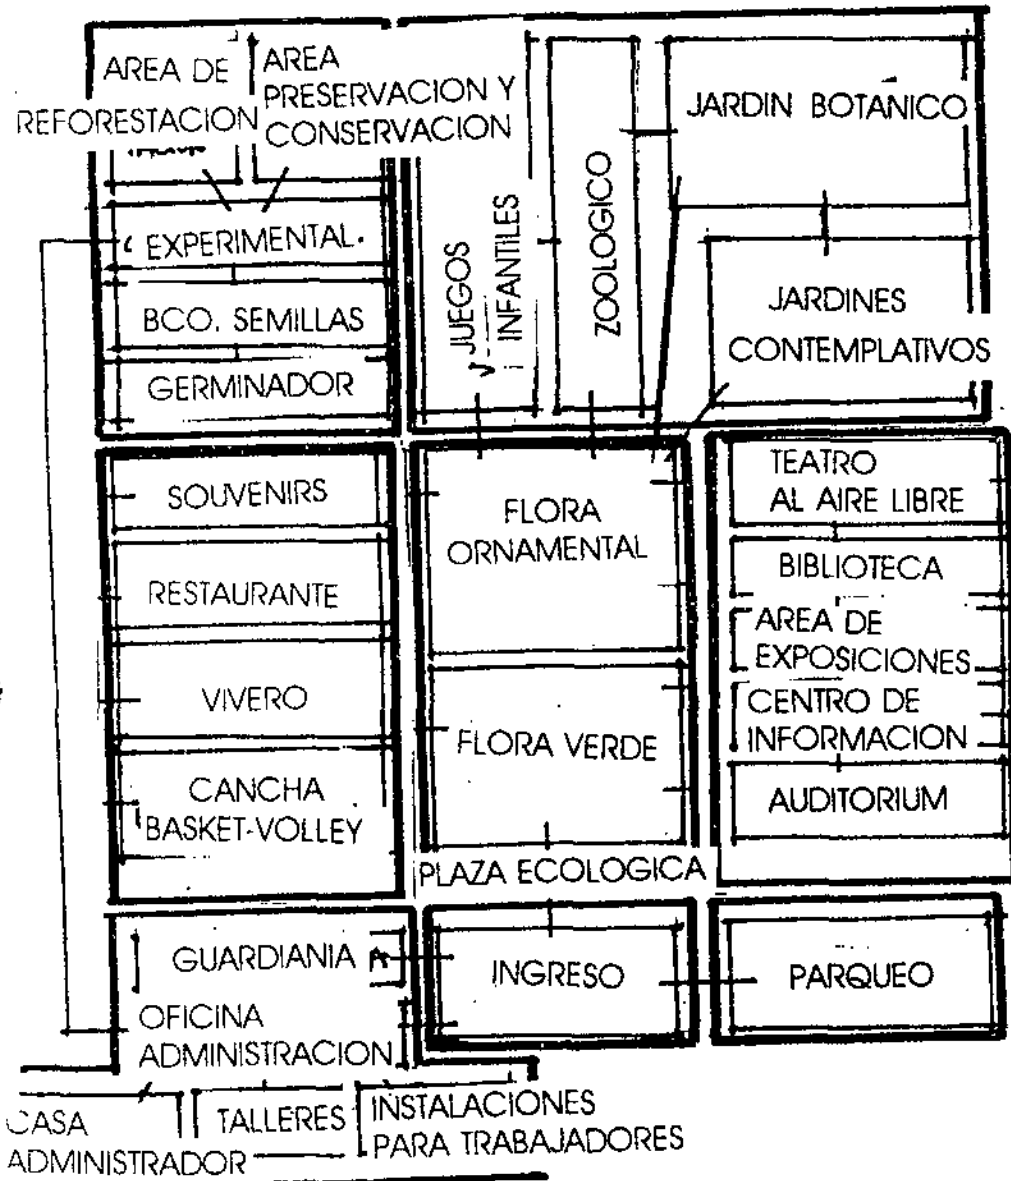 AREA DE
REFORESTACION
AREA
PRESERVACION Y
CONSERVACION
EXPERIMENTAL.
BCO. SEMILLAS
GERMINADOR
JUEGOS
INFANTILES
ZOOLOGICO
JARDIN BOTANICO
JARDINES
CONTEMPLATIVOS
SOUVENIRS
RESTAURANTE
VIVERO
CANCHA
BASKET-VOLLEY
FLORA
ORNAMENTAL
FLORA VERDE
PLAZA ECOLOGICA
TEATRO
AL AIRE LIBRE
BIBLIOTECA
AREA DE
EXPOSICIONES
CENTRO DE
INFORMACION
AUDITORIUM
GUARDIANIA
OFICINA
ADMINISTRACION
INGRESO
PARQUEO
CASA
ADMINISTRADOR
TALLERES
INSTALACIONES
PARA TRABAJADORES